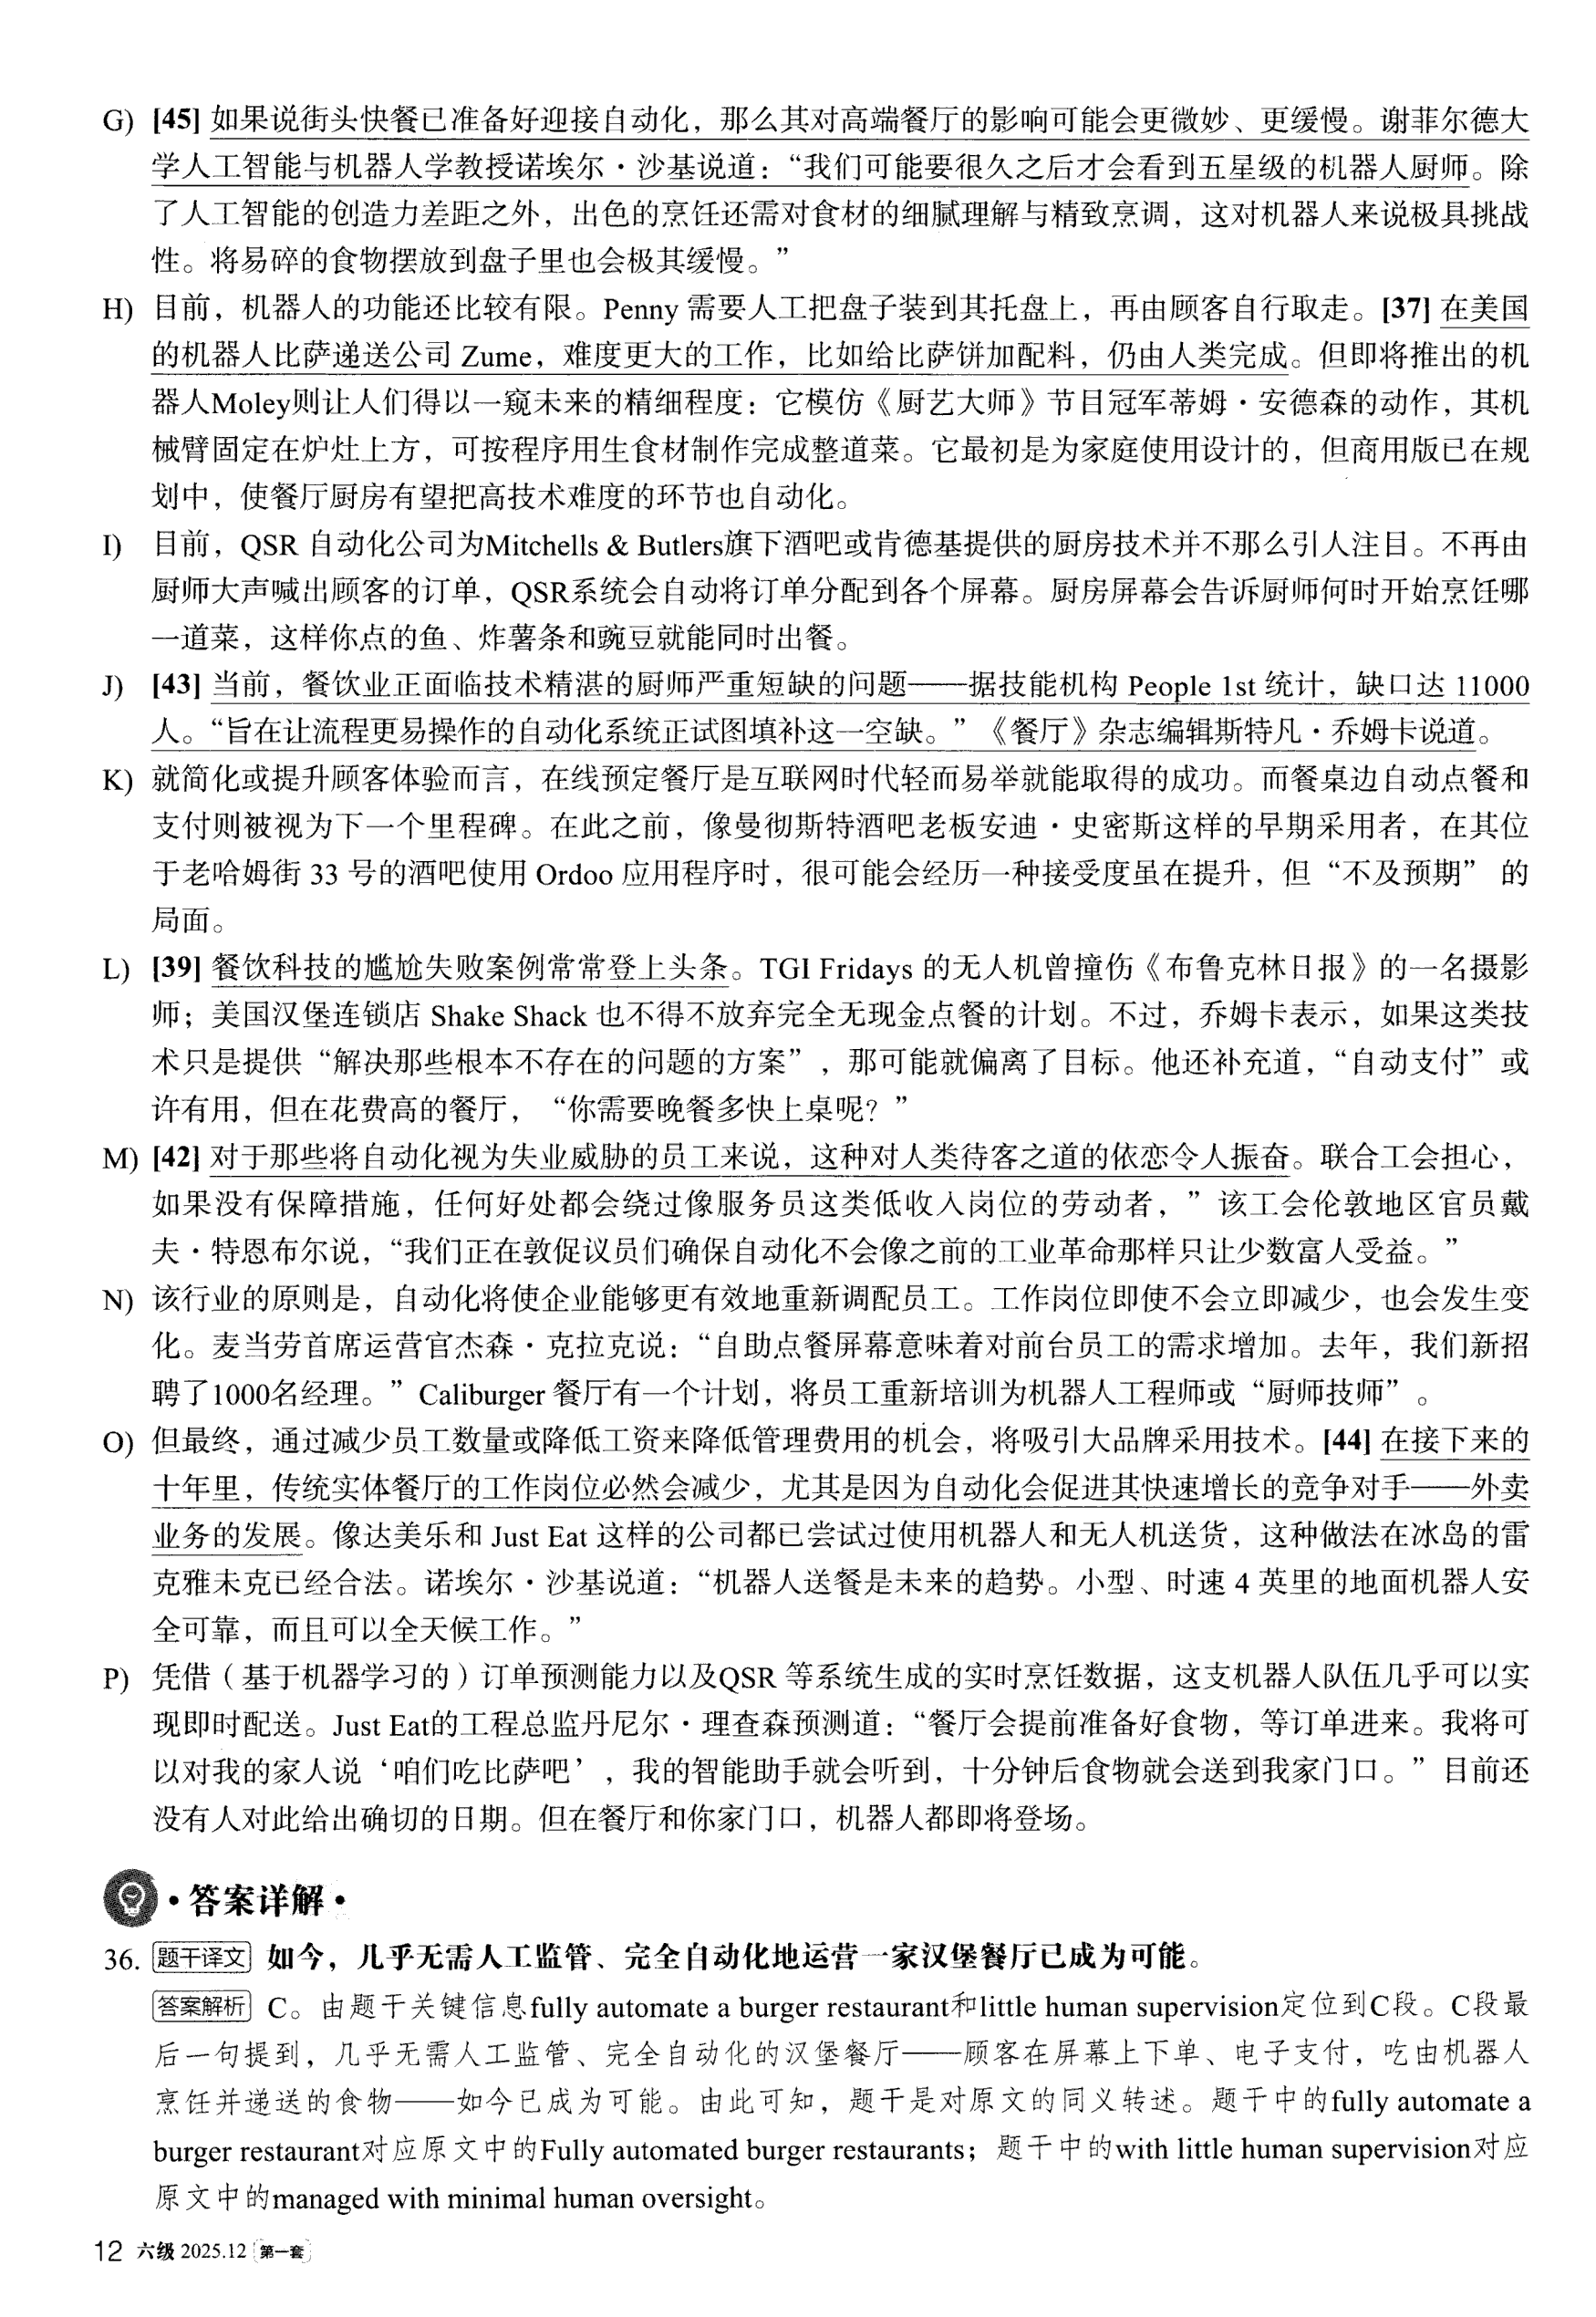 G) [45] 如果说街头快餐已准备好迎接自动化，那么其对高端餐厅的影响可能会更微妙、更缓慢。谢菲尔德大
学人工智能与机器人学教授诺埃尔·沙基说道：“我们可能要很久之后才会看到五星级的机器人厨师。除
了人工智能的创造力差距之外，出色的烹饪还需对食材的细腻理解与精致烹调，这对机器人来说极具挑战
性。将易碎的食物摆放到盘子里也会极其缓慢。”
H) 目前，机器人的功能还比较有限。Penny 需要人工把盘子装到其托盘上，再由顾客自行取走。[37] 在美国
的机器人比萨递送公司 Zume，难度更大的工作，比如给比萨饼加配料，仍由人类完成。但即将推出的机
器人Moley则让人们得以一窥未来的精细程度：它模仿《厨艺大师》节目冠军蒂姆·安德森的动作，其机
械臂固定在炉灶上方，可按程序用生食材制作完成整道菜。它最初是为家庭使用设计的，但商用版已在规
划中，使餐厅厨房有望把高技术难度的环节也自动化。
I) 目前，QSR 自动化公司为Mitchells & Butlers旗下酒吧或肯德基提供的厨房技术并不那么引人注目。不再由
厨师大声喊出顾客的订单，QSR系统会自动将订单分配到各个屏幕。厨房屏幕会告诉厨师何时开始烹饪哪
一道菜，这样你点的鱼、炸薯条和豌豆就能同时出餐。
J) [43] 当前，餐饮业正面临技术精湛的厨师严重短缺的问题——据技能机构 People 1st 统计，缺口达 11000
人。“旨在让流程更易操作的自动化系统正试图填补这一空缺。”《餐厅》杂志编辑斯特凡·乔姆卡说道。
K) 就简化或提升顾客体验而言，在线预定餐厅是互联网时代轻而易举就能取得的成功。而餐桌边自动点餐和
支付则被视为下一个里程碑。在此之前，像曼彻斯特酒吧老板安迪·史密斯这样的早期采用者，在其位
于老哈姆街 33 号的酒吧使用 Ordoo 应用程序时，很可能会经历一种接受度虽在提升，但“不及预期” 的
局面。
L) [39] 餐饮科技的尴尬失败案例常常登上头条。TGI Fridays 的无人机曾撞伤《布鲁克林日报》的一名摄影
师；美国汉堡连锁店 Shake Shack 也不得不放弃完全无现金点餐的计划。不过，乔姆卡表示，如果这类技
术只是提供“解决那些根本不存在的问题的方案”，那可能就偏离了目标。他还补充道，“自动支付”或
许有用，但在花费高的餐厅，“你需要晚餐多快上桌呢？”
M) [42] 对于那些将自动化视为失业威胁的员工来说，这种对人类待客之道的依恋令人振奋。联合工会担心，
如果没有保障措施，任何好处都会绕过像服务员这类低收入岗位的劳动者，”该工会伦敦地区官员戴
夫·特恩布尔说，“我们正在敦促议员们确保自动化不会像之前的工业革命那样只让少数富人受益。”
N) 该行业的原则是，自动化将使企业能够更有效地重新调配员工。工作岗位即使不会立即减少，也会发生变
化。麦当劳首席运营官杰森·克拉克说：“自助点餐屏幕意味着对前台员工的需求增加。去年，我们新招
聘了1000名经理。”Caliburger 餐厅有一个计划，将员工重新培训为机器人工程师或“厨师技师”。
O) 但最终，通过减少员工数量或降低工资来降低管理费用的机会，将吸引大品牌采用技术。[44] 在接下来的
十年里，传统实体餐厅的工作岗位必然会减少，尤其是因为自动化会促进其快速增长的竞争对手——外卖
业务的发展。像达美乐和 Just Eat 这样的公司都已尝试过使用机器人和无人机送货，这种做法在冰岛的雷
克雅未克已经合法。诺埃尔·沙基说道：“机器人送餐是未来的趋势。小型、时速 4 英里的地面机器人安
全可靠，而且可以全天候工作。”
P) 凭借（基于机器学习的）订单预测能力以及QSR 等系统生成的实时烹饪数据，这支机器人队伍几乎可以实
现即时配送。Just Eat的工程总监丹尼尔·理查森预测道：“餐厅会提前准备好食物，等订单进来。我将可
以对我的家人说‘咱们吃比萨吧’，我的智能助手就会听到，十分钟后食物就会送到我家门口。”目前还
没有人对此给出确切的日期。但在餐厅和你家门口，机器人都即将登场。
·答案详解·
36. 题干译文 如今，几乎无需人工监管、完全自动化地运营一家汉堡餐厅已成为可能。
答案解析 C。由题干关键信息fully automate a burger restaurant和little human supervision定位到C段。C段最
后一句提到，几乎无需人工监管、完全自动化的汉堡餐厅——顾客在屏幕上下单、电子支付，吃由机器人
烹饪并递送的食物——如今已成为可能。由此可知，题干是对原文的同义转述。题干中的fully automate a
burger restaurant对应原文中的Fully automated burger restaurants；题干中的with little human supervision对应
原文中的managed with minimal human oversight。
12 六级 2025.12 第一套